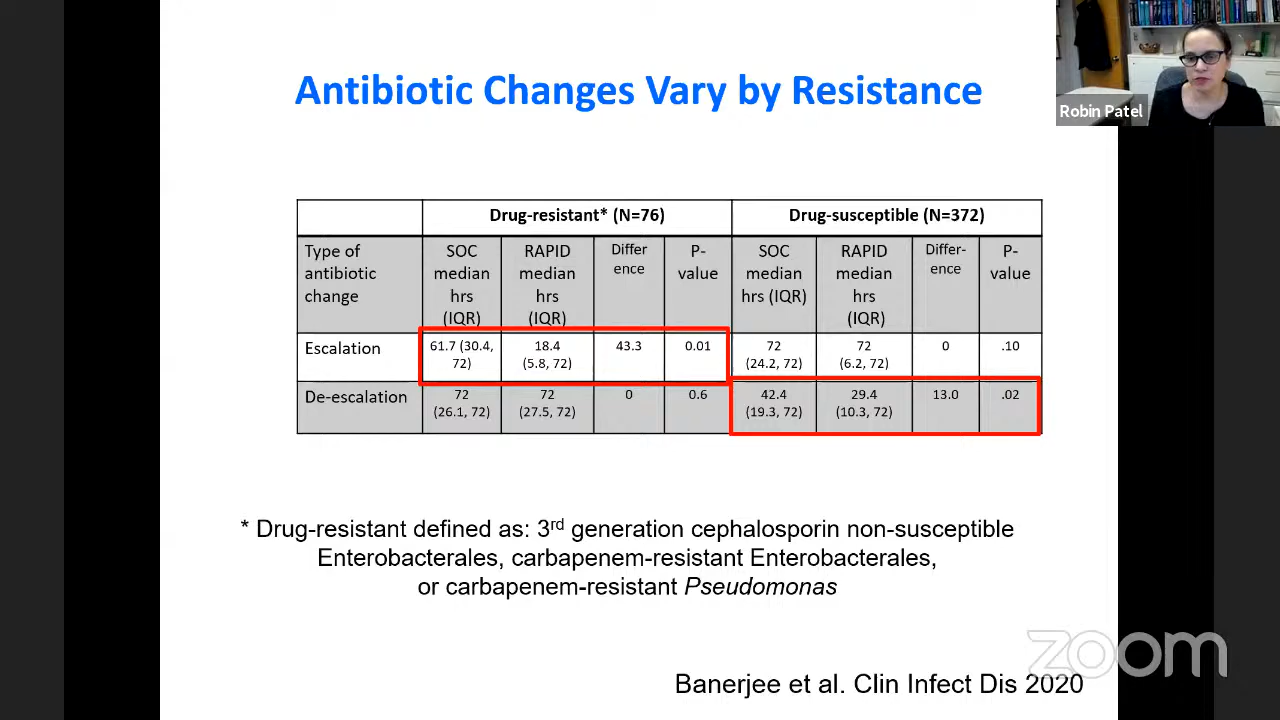 Antibiotic Changes Vary by Resistance
Robin Patel
Drug-resistant* (N=76) Drug-susceptible (N=372)
Type of antibiotic change
SOC median hrs (IQR)
RAPID median hrs (IQR)
Differ ence
P- value
SOC median hrs (IQR)
RAPID median hrs (IQR)
Differ- ence
P- value
Escalation 61.7 (30.4, 72) 18.4 (5.8, 72) 43.3 0.01 72 (24.2, 72) 72 (6.2, 72) 0 .10
De-escalation 72 (26.1, 72) 72 (27.5, 72) 0 0.6 42.4 (19.3, 72) 29.4 (10.3, 72) 13.0 .02
* Drug-resistant defined as: 3rd generation cephalosporin non-susceptible
Enterobacterales, carbapenem-resistant Enterobacterales,
or carbapenem-resistant Pseudomonas
zoom
Banerjee et al. Clin Infect Dis 2020